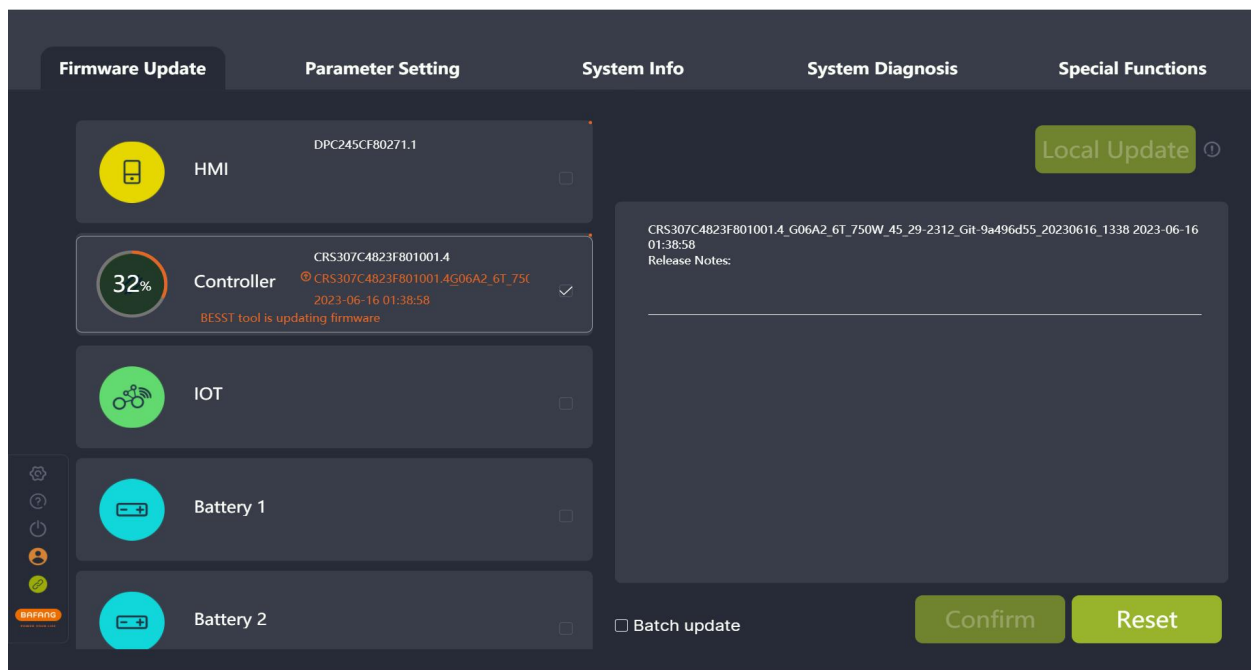 Firmware Update
Parameter Setting
System Info
System Diagnosis
Special Functions
HMI
DPC245CF80271.1
Local Update
32%
Controller
CRS307C4823F801001.4
CRS307C4823F801001.4G06A2_6T_75(
2023-06-16 01:38:58
BESST tool is updating firmware
CRS307C4823F801001.4_G06A2_6T_750W_45_29-2312_Git-9a496d55_20230616_1338 2023-06-16
01:38:58
Release Notes:
IOT
Battery 1
Battery 2
BAFANG
Batch update
Confirm
Reset